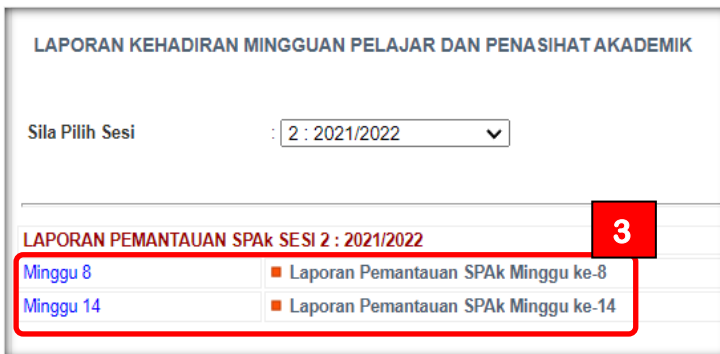 LAPORAN KEHADIRAN MINGGUAN PELAJAR DAN PENASIHAT AKADEMIK
Sila Pilih Sesi : 2 : 2021/2022
3
LAPORAN PEMANTAUAN SPAk SESI 2 : 2021/2022
Minggu 8 Laporan Pemantauan SPAk Minggu ke-8
Minggu 14 Laporan Pemantauan SPAk Minggu ke-14